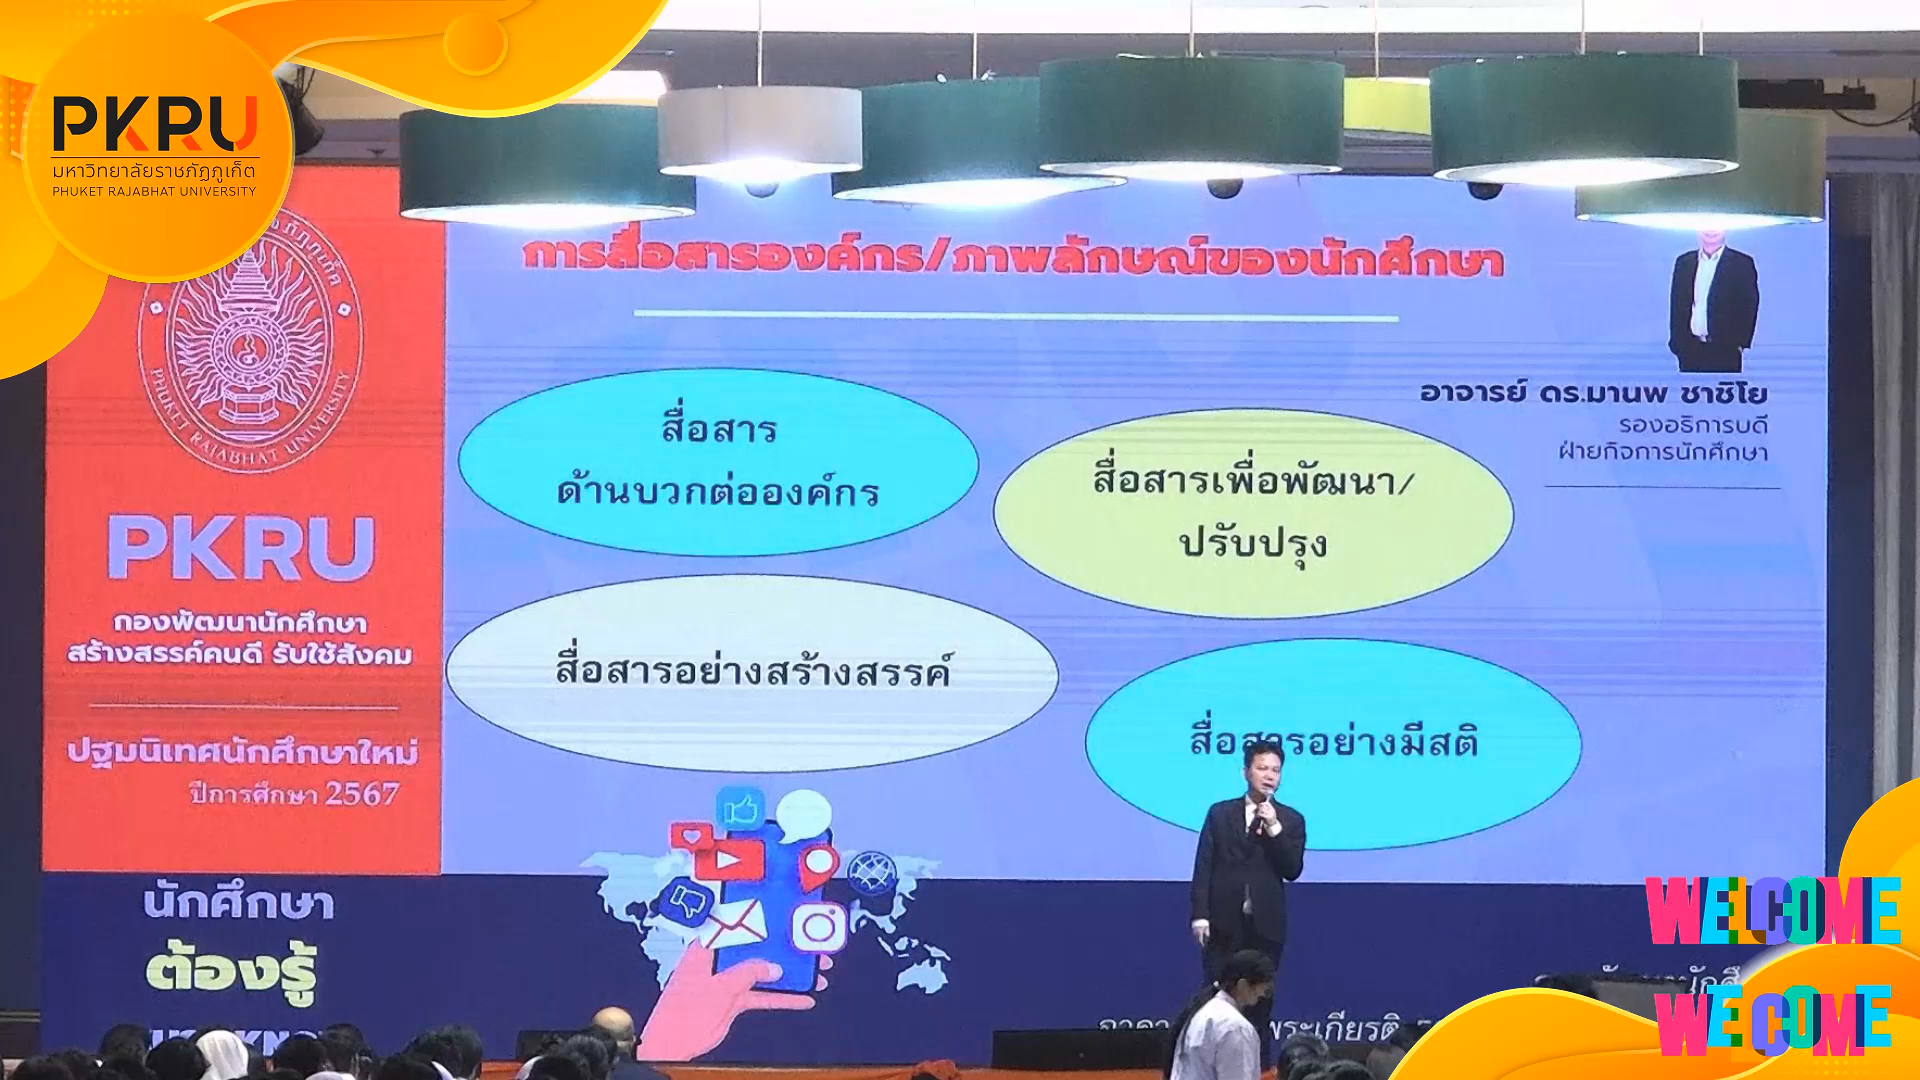 PKRU
มหาวิทยาลัยราชภัฏภูเก็ต
PHUKET RAJABHAT UNIVERSITY
PHUKET RAJABHAT UNIVERSITY
PKRU
กองพัฒนานักศึกษา
สร้างสรรค์คนดี รับใช้สังคม
ปฐมนิเทศนักศึกษาใหม่
ปีการศึกษา 2567
นักศึกษา
ต้องรู้
การสื่อสารองค์กร/ภาพลักษณ์ของนักศึกษา
อาจารย์ ดร.มานพ ชาชิโย
รองอธิการบดี
ฝ่ายกิจการนักศึกษา
สื่อสาร
ด้านบวกต่อองค์กร
สื่อสารเพื่อพัฒนา/
ปรับปรุง
สื่อสารอย่างสร้างสรรค์
สื่อสารอย่างมีสติ
WELCOME
WELCOME